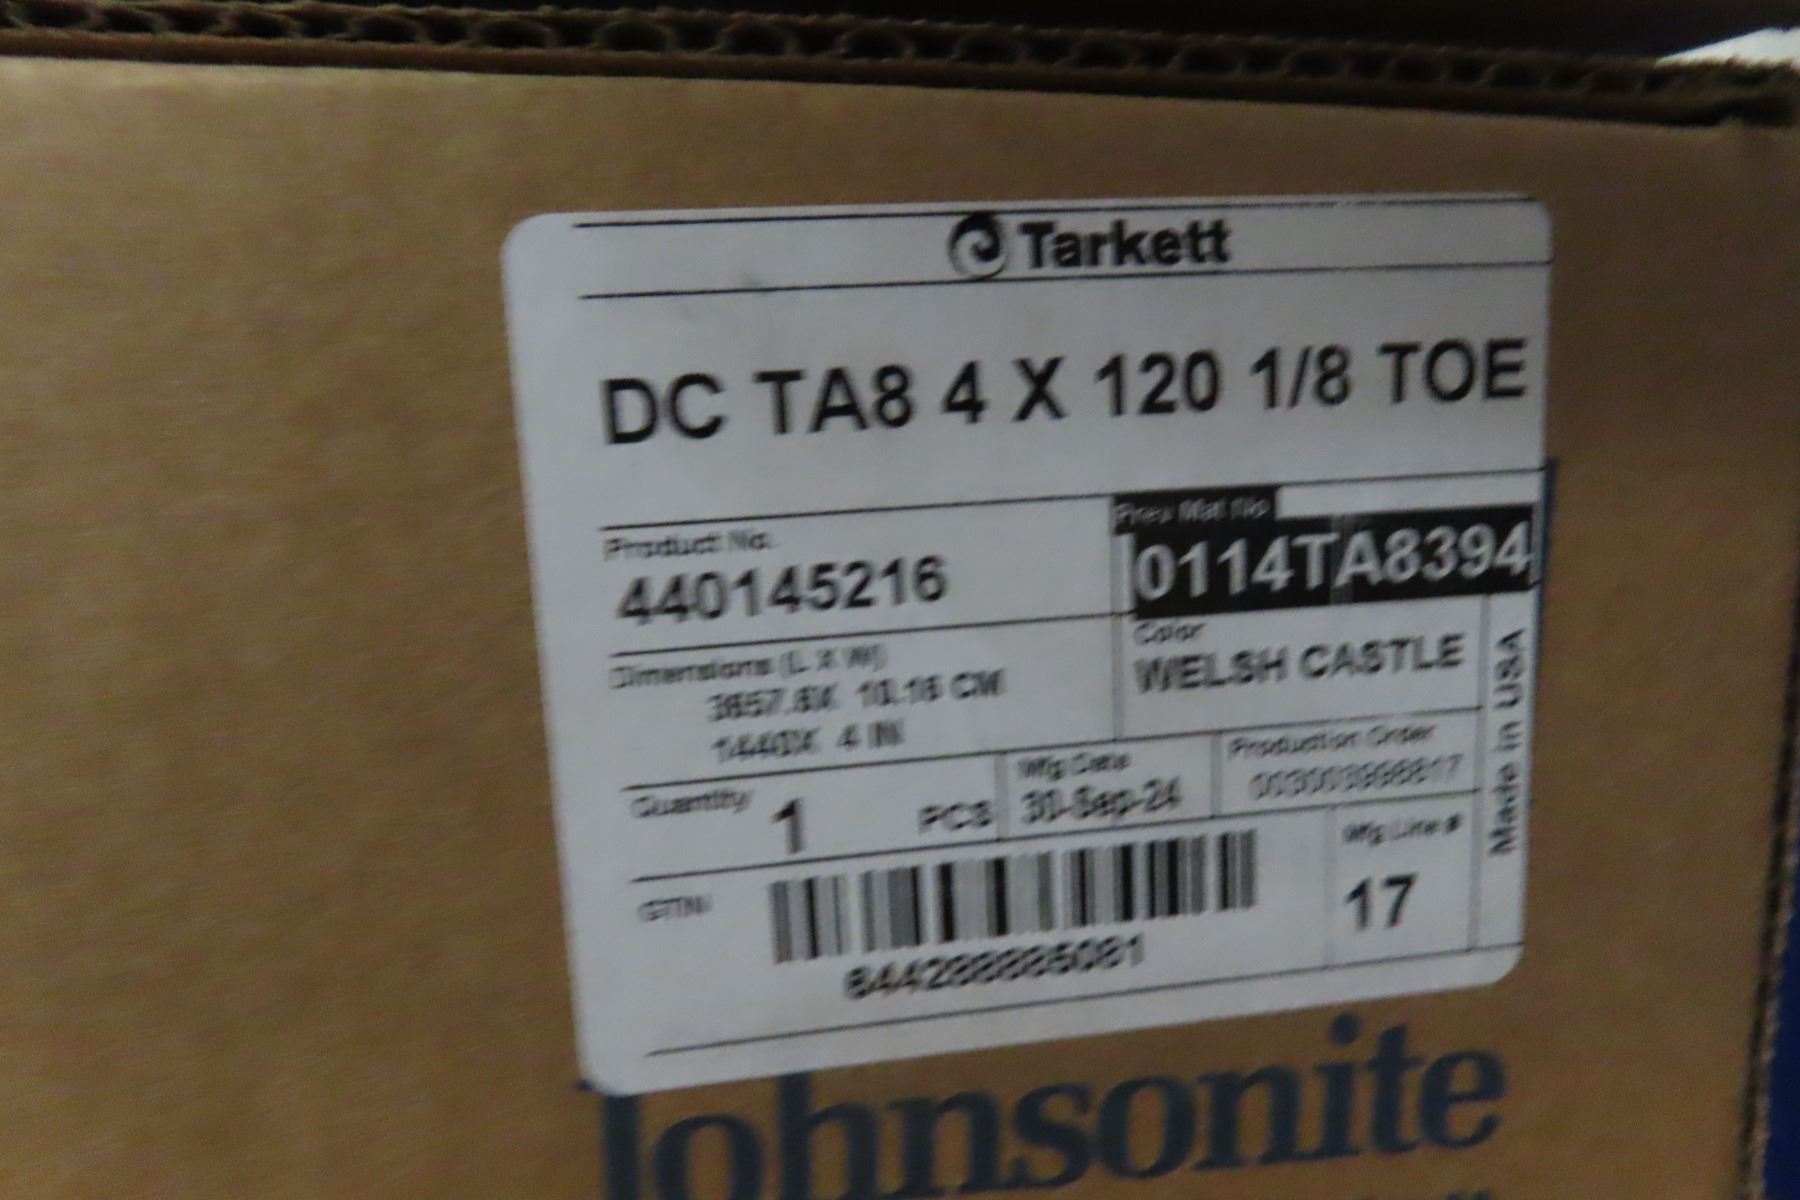 Tarkett
DC TA8 4 X 120 1/8 TOE
Product No.
440145216
Prev Mat No
0114TA8394
Dimensions (L X W)
3657.6X 10.16 CM
1440X 4 IN
Color
WELSH CASTLE
Made in USA
Quantity 1 PCS
Mfg Date
30-Sep-24
Production Order
GTIN
Mfg Line #
17
Johnsonite